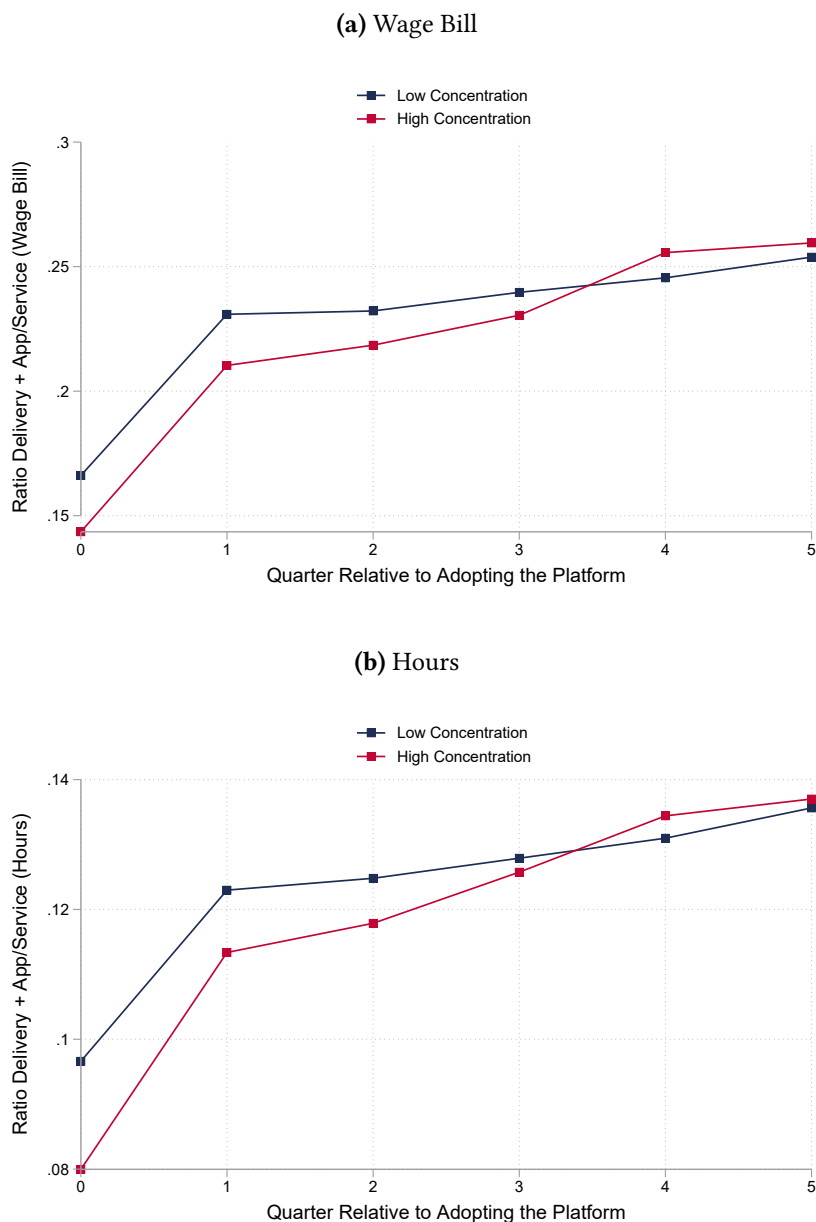 (a) Wage Bill
Low Concentration
High Concentration
Ratio Delivery + App/Service (Wage Bill)
.3
.25
.2
.15
0 1 2 3 4 5
Quarter Relative to Adopting the Platform
(b) Hours
Low Concentration
High Concentration
Ratio Delivery + App/Service (Hours)
.14
.12
.1
.08
0 1 2 3 4 5
Quarter Relative to Adopting the Platform